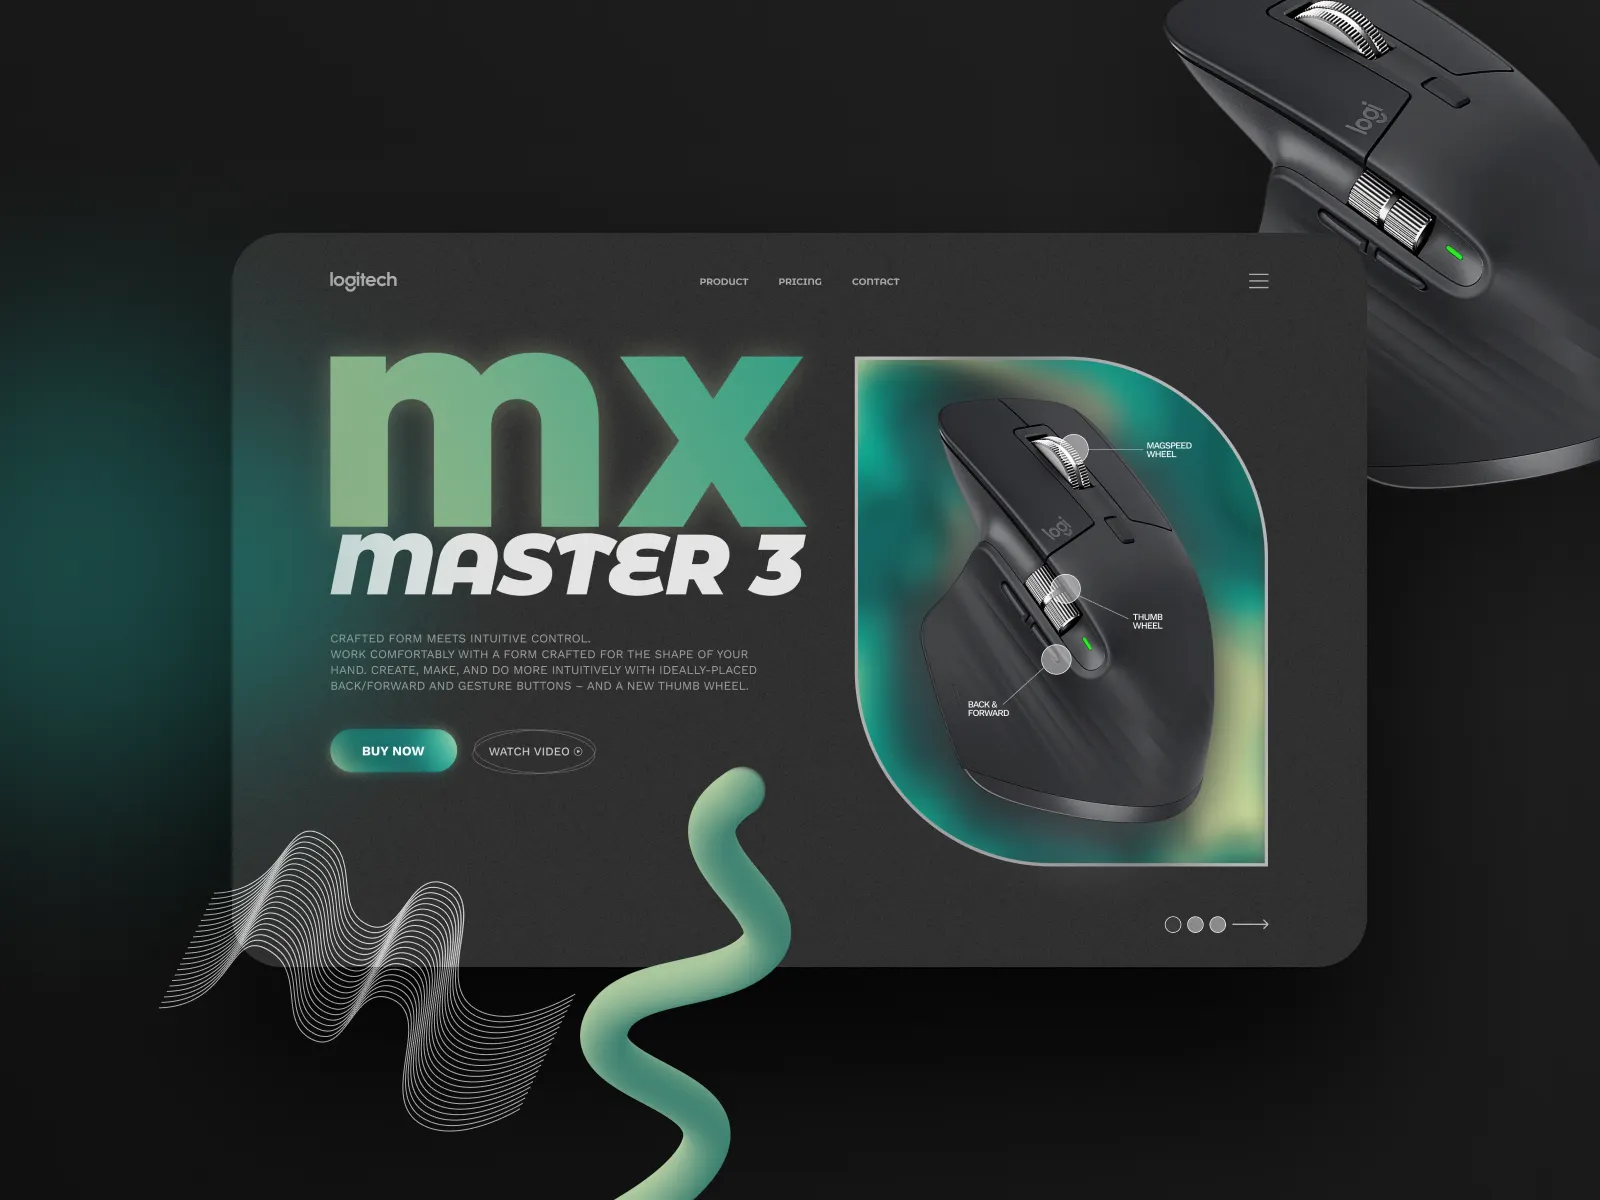 logi
logitech
PRODUCT
PRICING
CONTACT
mx
MASTER 3
CRAFTED FORM MEETS INTUITIVE CONTROL.
WORK COMFORTABLY WITH A FORM CRAFTED FOR THE SHAPE OF YOUR
HAND. CREATE, MAKE, AND DO MORE INTUITIVELY WITH IDEALLY-PLACED
BACK/FORWARD AND GESTURE BUTTONS – AND A NEW THUMB WHEEL.
BUY NOW
WATCH VIDEO
MAGSPEED
WHEEL
logi
THUMB
WHEEL
BACK &
FORWARD